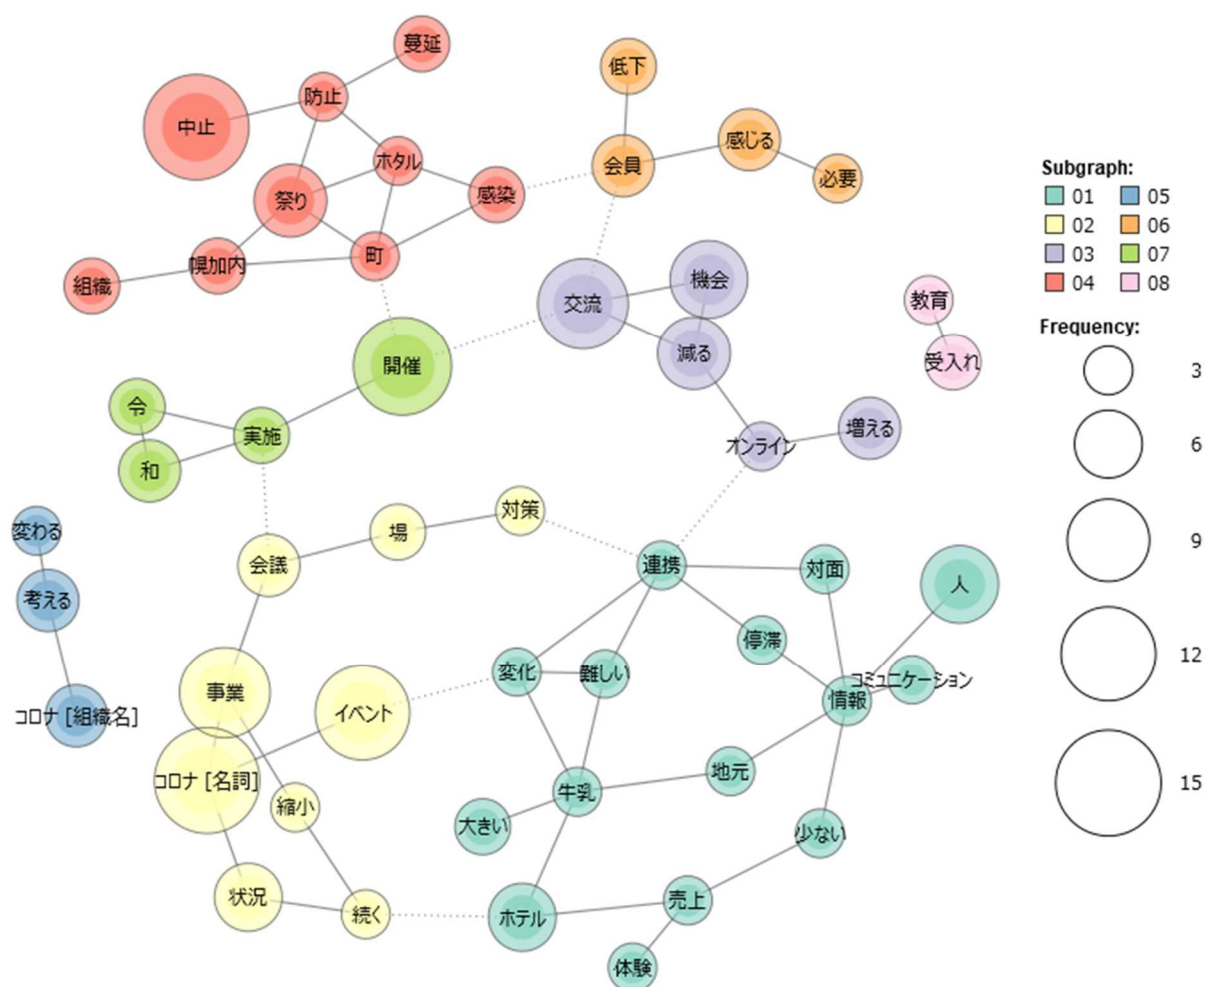 蔓延
低下
防止
中止
感じる
ホタル
会員
必要
感染
祭り
町
幌加内
組織
機会
交流
教育
減る
受入れ
開催
令
実施
和
増える
オンライン
対策
場
変わる
会議
連携
対面
人
考える
停滞
変化
難しい
コミュニケーション
情報
事業
イベント
コロナ [組織名]
地元
コロナ [名詞]
牛乳
縮小
大きい
少ない
状況
売上
続く
ホテル
体験
Subgraph:
01 05
02 06
03 07
04 08
Frequency:
3
6
9
12
15